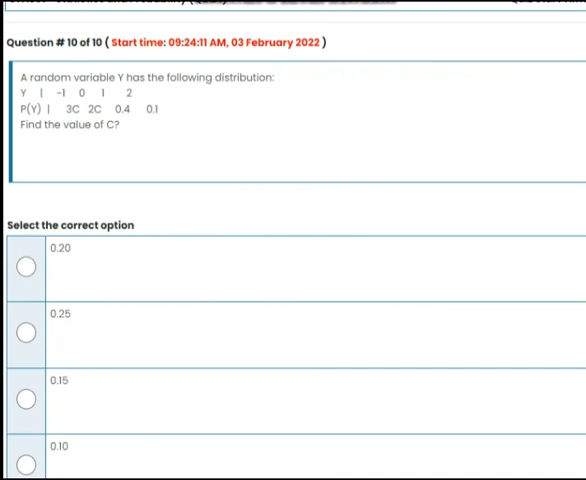 Question # 10 of 10 ( Start time: 09:24:11 AM, 03 February 2022 )
A random variable Y has the following distribution:
Y | -1 0 1 2
P(Y) | 3C 2C 0.4 0.1
Find the value of C?
Select the correct option
0.20
0.25
0.15
0.10